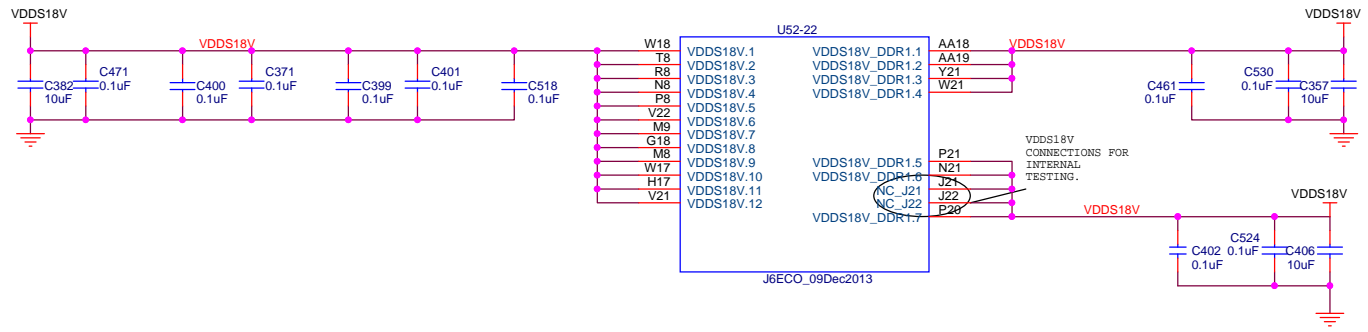 VDDS18V
VDDS18V
C382
10uF
C471
0.1uF
C400
0.1uF
C371
0.1uF
C399
0.1uF
C401
0.1uF
C518
0.1uF
U52-22
W18 VDDS18V.1
T8 VDDS18V.2
R8 VDDS18V.3
N8 VDDS18V.4
P8 VDDS18V.5
V22 VDDS18V.6
M9 VDDS18V.7
G18 VDDS18V.8
M8 VDDS18V.9
W17 VDDS18V.10
H17 VDDS18V.11
V21 VDDS18V.12
VDDS18V_DDR1.1 AA18
VDDS18V_DDR1.2 AA19
VDDS18V_DDR1.3 Y21
VDDS18V_DDR1.4 W21
VDDS18V_DDR1.5 P21
VDDS18V_DDR1.6 N21
NC_J21 J21
NC_J22 J22
VDDS18V_DDR1.7 P20
J6ECO_09Dec2013
VDDS18V
VDDS18V
C461
0.1uF
C530
0.1uF
C357
10uF
VDDS18V
CONNECTIONS FOR
INTERNAL
TESTING.
VDDS18V
VDDS18V
C402
0.1uF
C524
0.1uF
C406
10uF